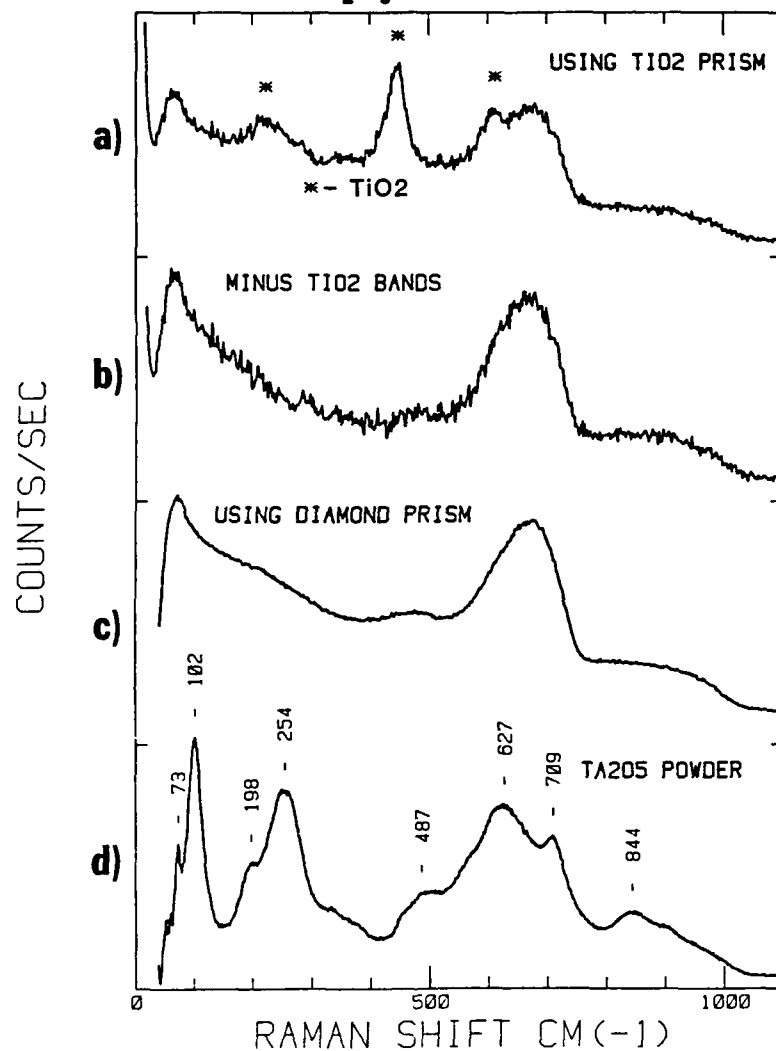 USING TIO2 PRISM
* * *
a)
*- TiO2
MINUS TIO2 BANDS
b)
COUNTS/SEC
USING DIAMOND PRISM
c)
73
102
198
254
487
627
709
844
TA2O5 POWDER
d)
0 500 1000
RAMAN SHIFT CM(-1)